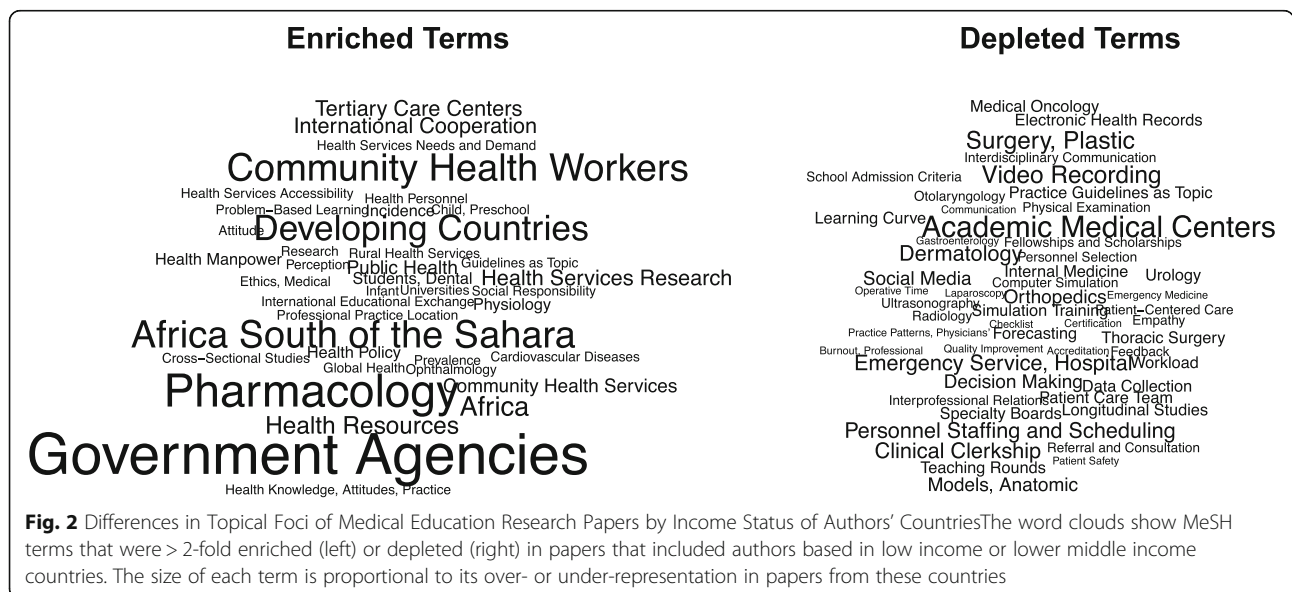 Enriched Terms
Tertiary Care Centers
International Cooperation
Health Services Needs and Demand
Community Health Workers
Health Services Accessibility
Health Personnel
Problem–Based Learning
Incidence
Child, Preschool
Attitude
Developing Countries
Health Manpower
Research
Rural Health Services
Perception
Public Health
Guidelines as Topic
Ethics, Medical
Students, Dental
Health Services Research
Infant
Universities
Social Responsibility
International Educational Exchange
Physiology
Professional Practice Location
Africa South of the Sahara
Cross–Sectional Studies
Health Policy
Prevalence
Cardiovascular Diseases
Global Health
Ophthalmology
Pharmacology
Community Health Services
Africa
Health Resources
Government Agencies
Health Knowledge, Attitudes, Practice
Depleted Terms
Medical Oncology
Electronic Health Records
Surgery, Plastic
Interdisciplinary Communication
School Admission Criteria
Video Recording
Otolaryngology
Practice Guidelines as Topic
Communication
Physical Examination
Learning Curve
Academic Medical Centers
Gastroenterology
Fellowships and Scholarships
Dermatology
Personnel Selection
Internal Medicine
Urology
Social Media
Computer Simulation
Operative Time
Laparoscopy
Orthopedics
Emergency Medicine
Ultrasonography
Simulation Training
Patient–Centered Care
Radiology
Checklist
Certification
Empathy
Practice Patterns, Physicians'
Forecasting
Thoracic Surgery
Burnout, Professional
Quality Improvement
Accreditation
Feedback
Emergency Service, Hospital
Workload
Decision Making
Data Collection
Interprofessional Relations
Patient Care Team
Specialty Boards
Longitudinal Studies
Personnel Staffing and Scheduling
Clinical Clerkship
Referral and Consultation
Teaching Rounds
Patient Safety
Models, Anatomic
Fig. 2 Differences in Topical Foci of Medical Education Research Papers by Income Status of Authors' CountriesThe word clouds show MeSH
terms that were > 2-fold enriched (left) or depleted (right) in papers that included authors based in low income or lower middle income
countries. The size of each term is proportional to its over- or under-representation in papers from these countries